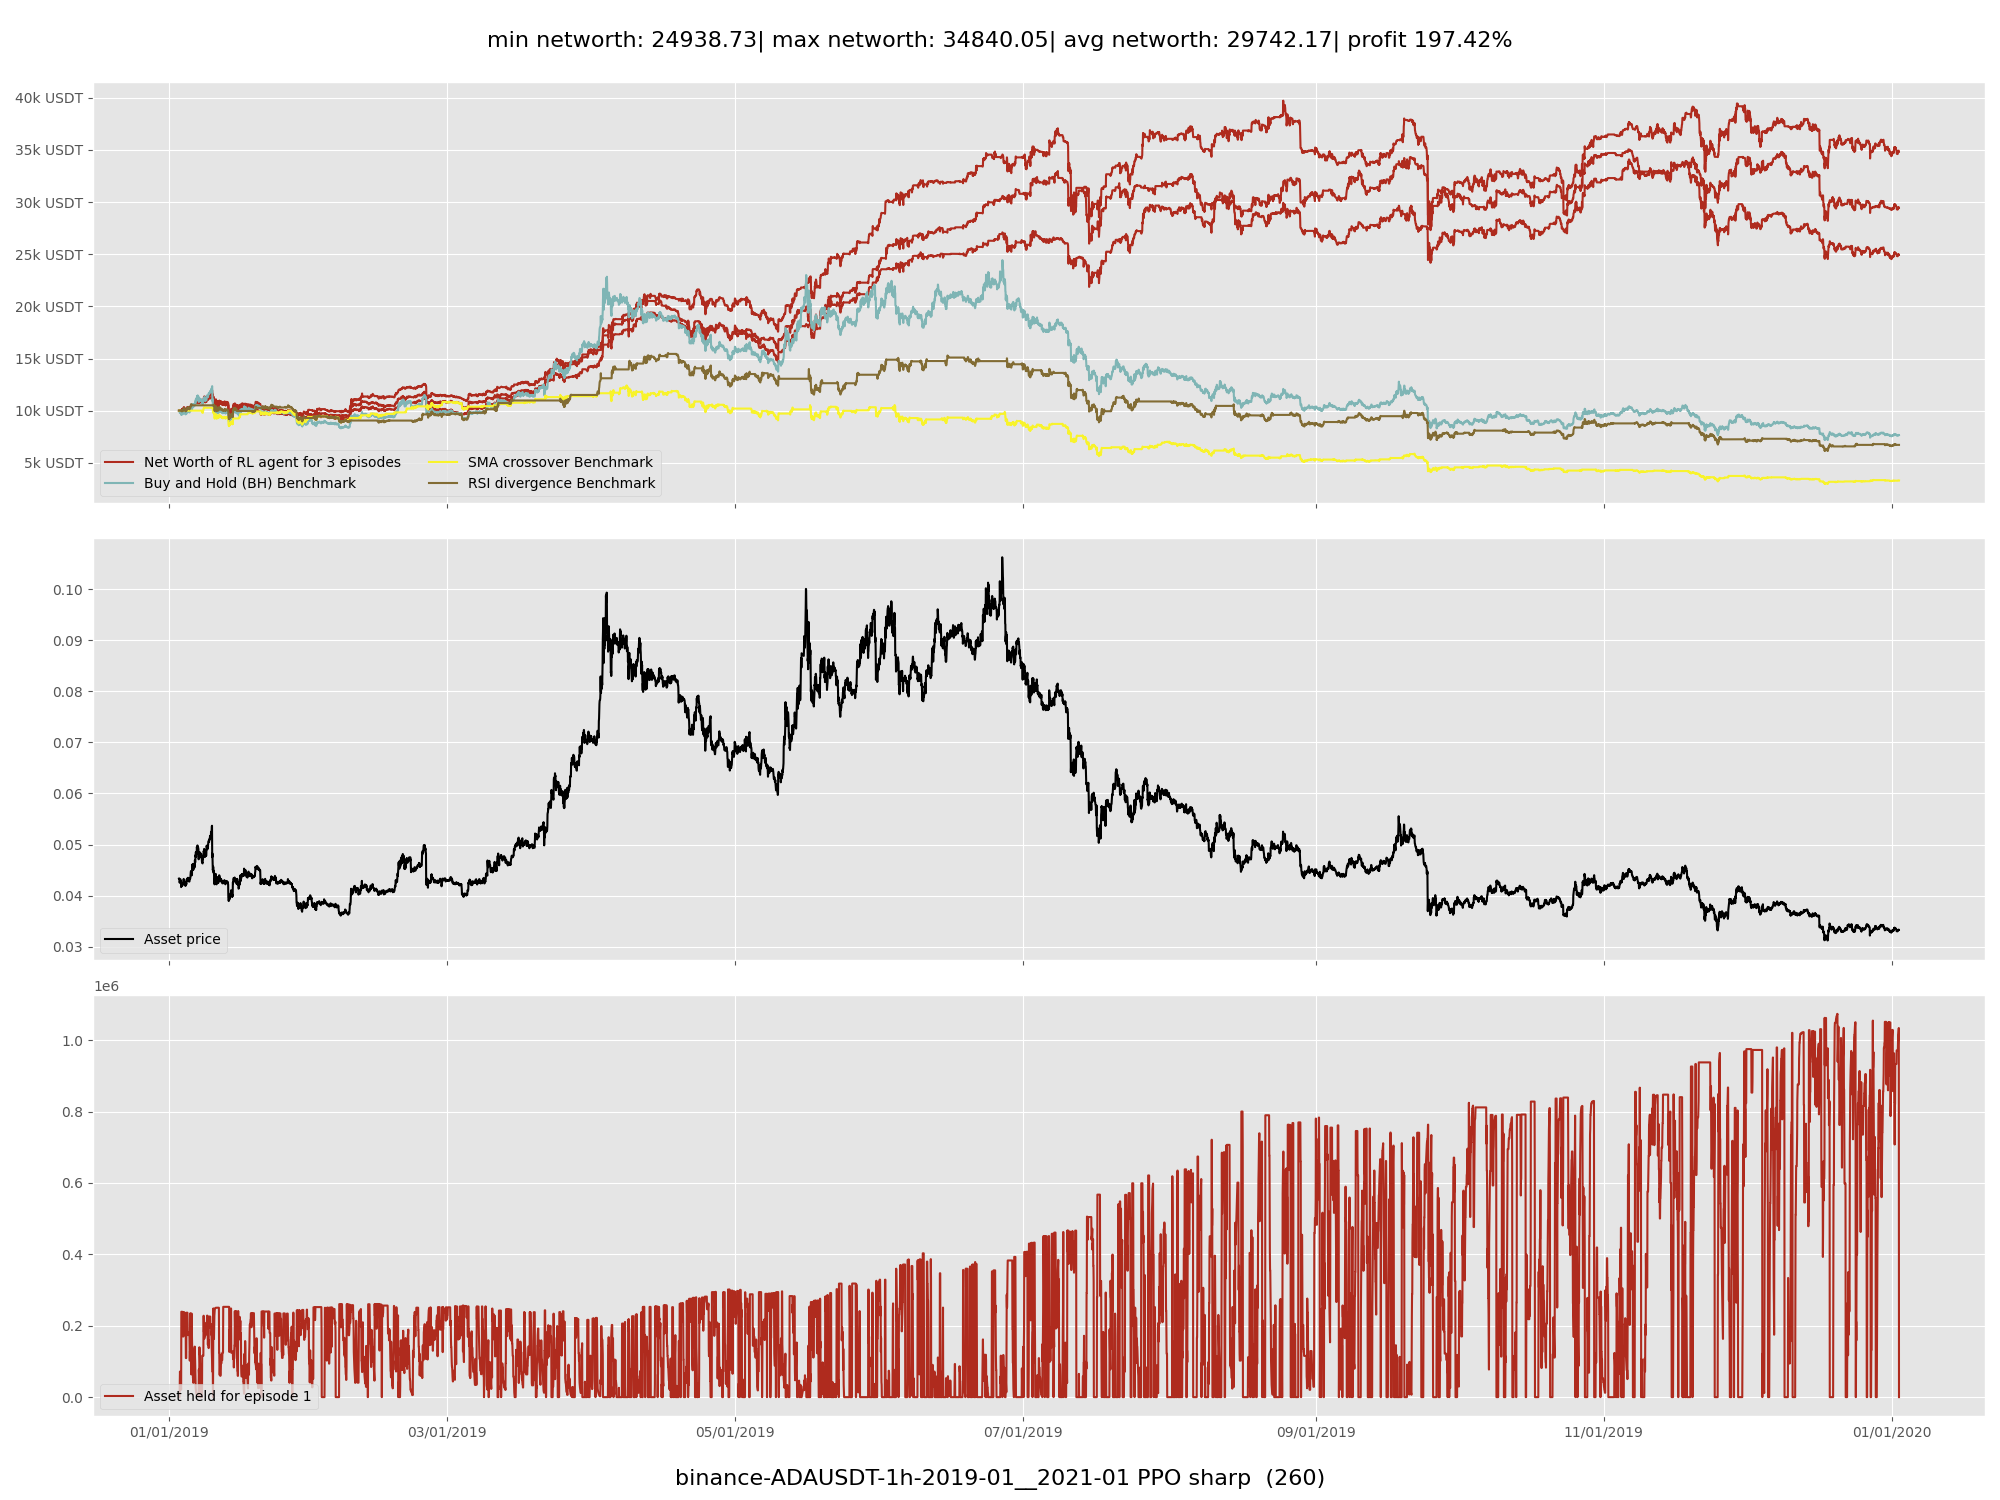 min networth: 24938.73| max networth: 34840.05| avg networth: 29742.17| profit 197.42%
40k USDT
35k USDT
30k USDT
25k USDT
20k USDT
15k USDT
10k USDT
5k USDT
Net Worth of RL agent for 3 episodes
Buy and Hold (BH) Benchmark
SMA crossover Benchmark
RSI divergence Benchmark
0.10
0.09
0.08
0.07
0.06
0.05
0.04
0.03
Asset price
1e6
1.0
0.8
0.6
0.4
0.2
0.0
Asset held for episode 1
01/01/2019 03/01/2019 05/01/2019 07/01/2019 09/01/2019 11/01/2019 01/01/2020
binance-ADAUSDT-1h-2019-01__2021-01 PPO sharp (260)